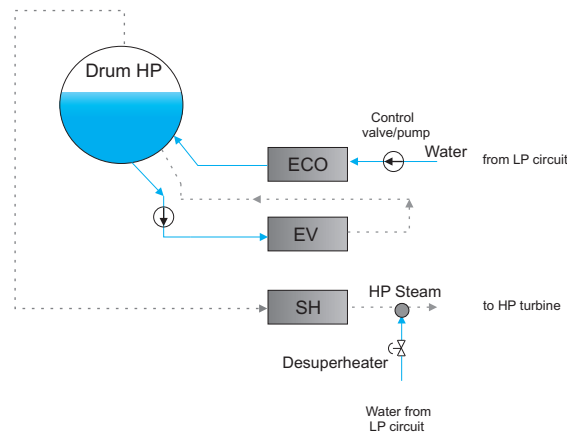 Drum HP
Control
valve/pump
Water
from LP circuit
ECO
EV
HP Steam
SH
to HP turbine
Desuperheater
Water from
LP circuit